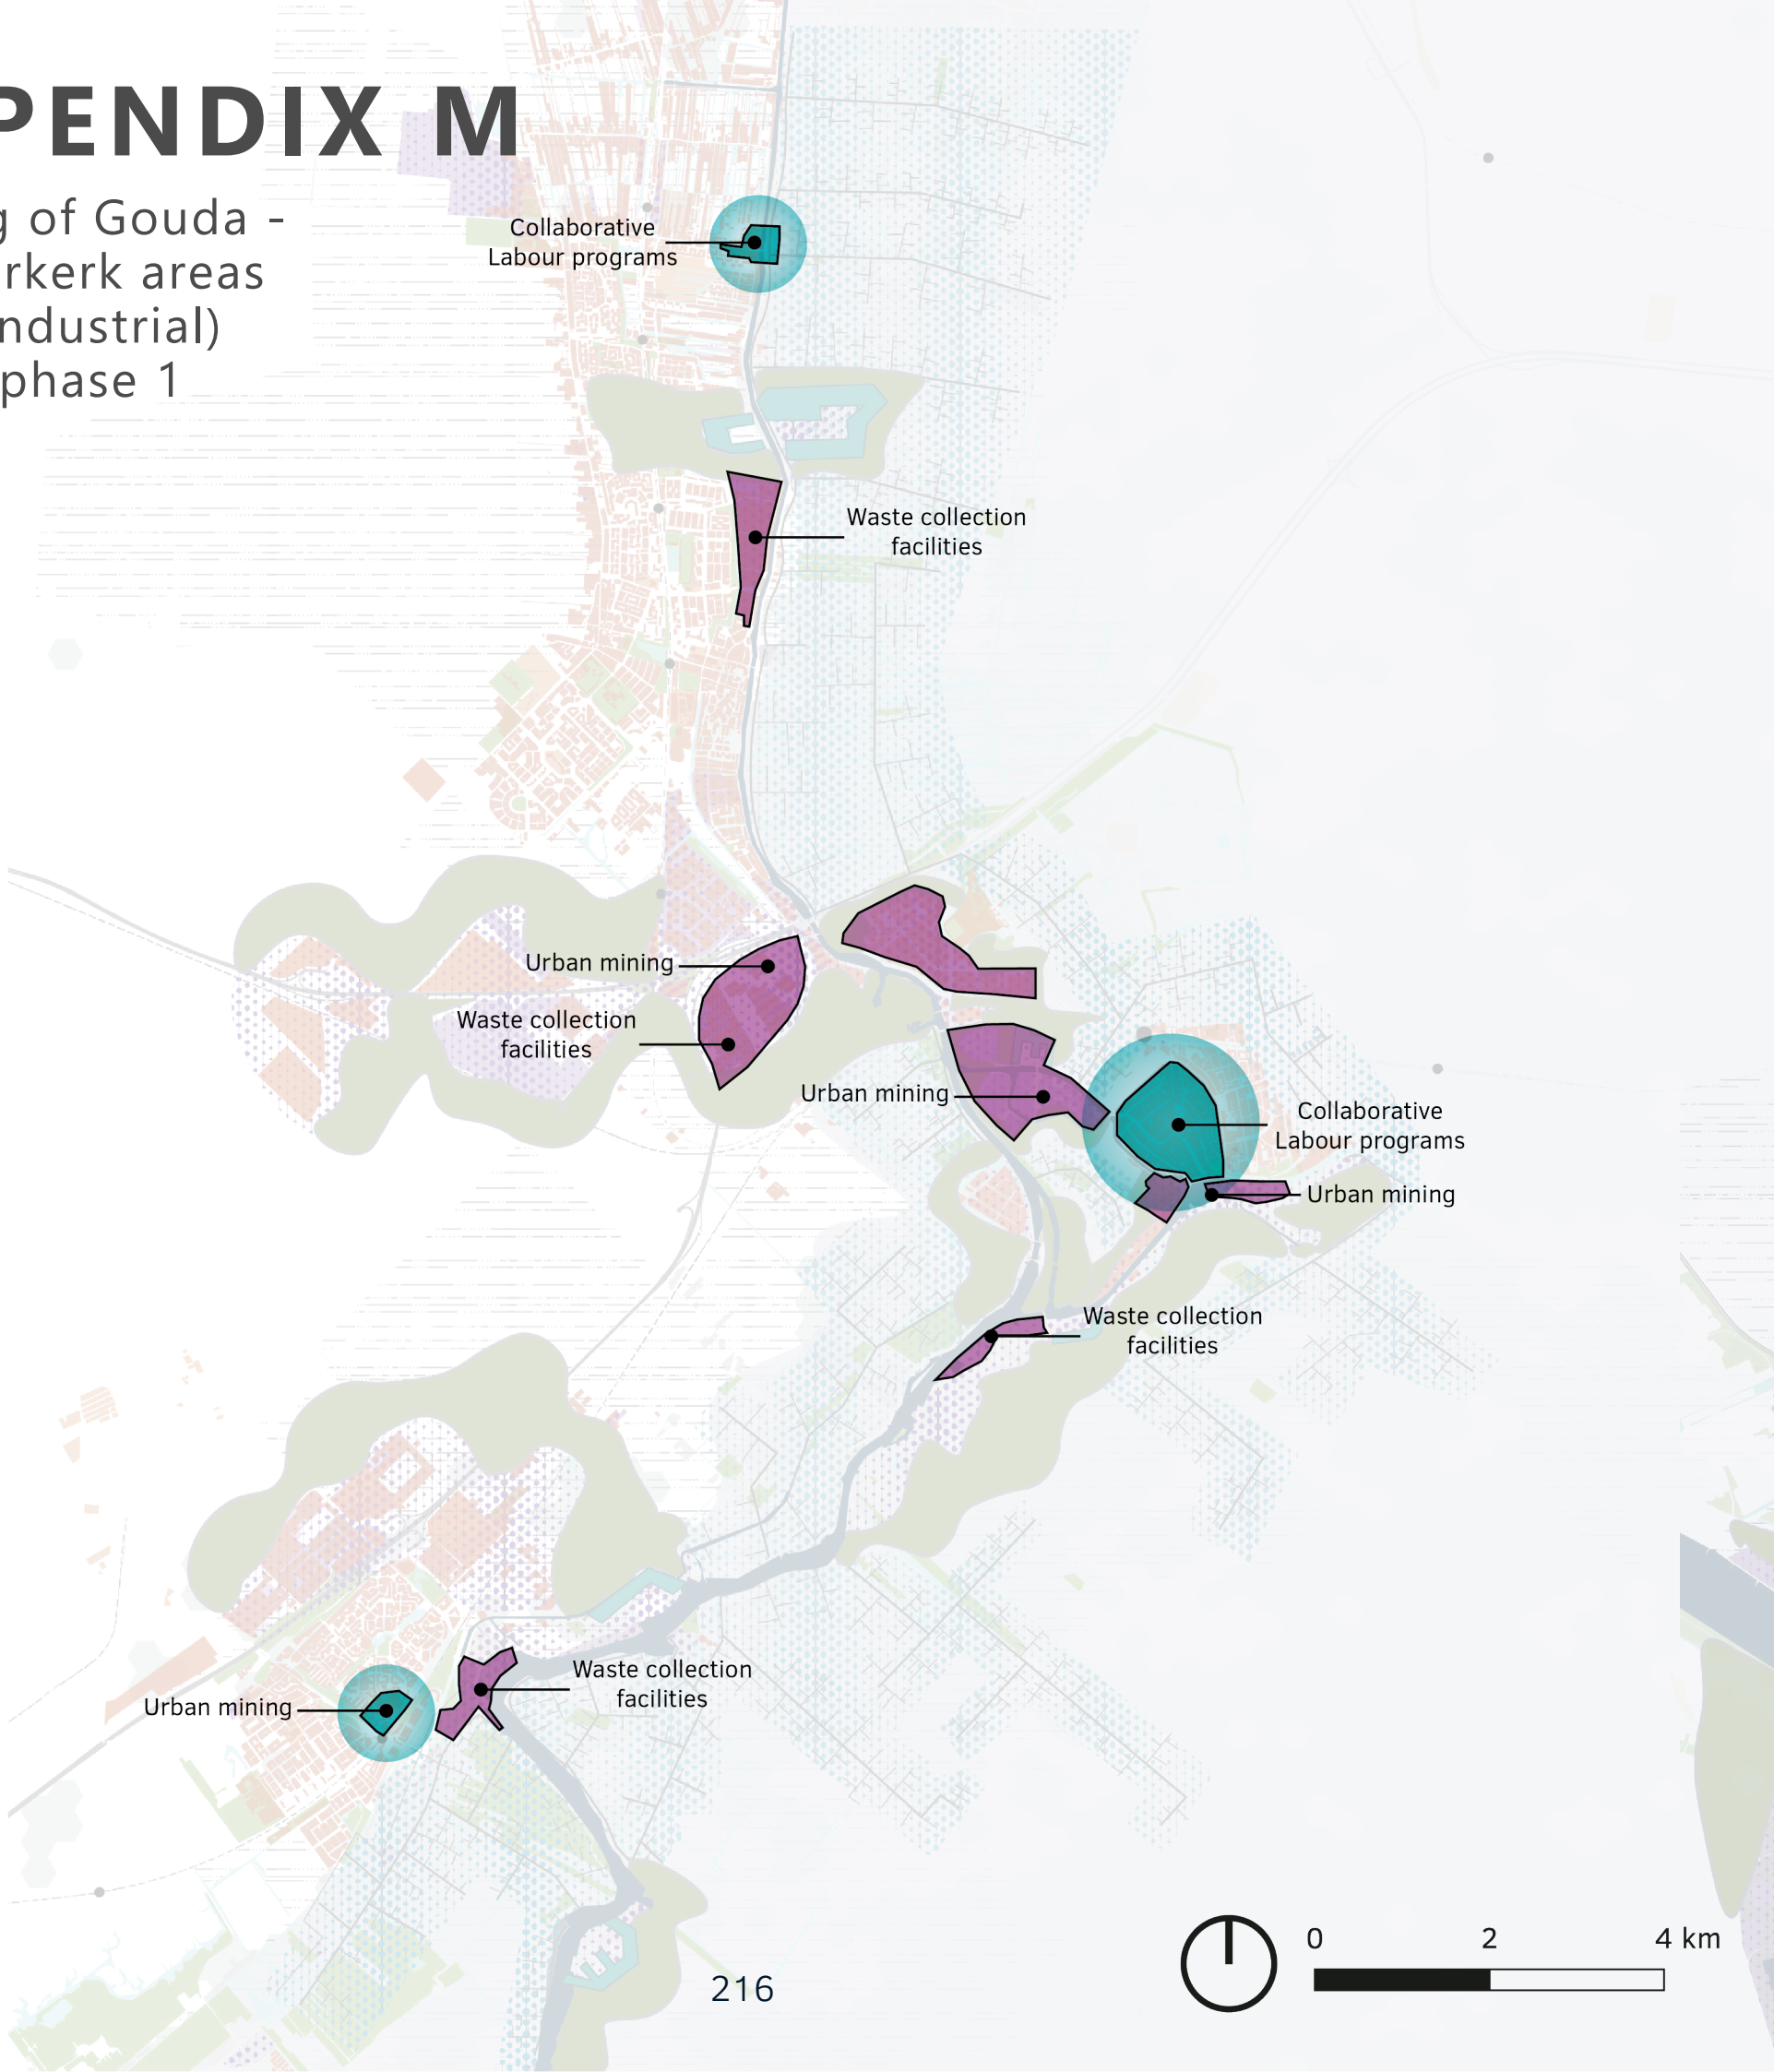 PENDIX M
g of Gouda -
rkerk areas
ndustrial)
phase 1
Collaborative
Labour programs
Waste collection
facilities
Urban mining
Waste collection
facilities
Urban mining
Collaborative
Labour programs
Urban mining
Waste collection
facilities
Waste collection
facilities
Urban mining
0 2 4 km
216